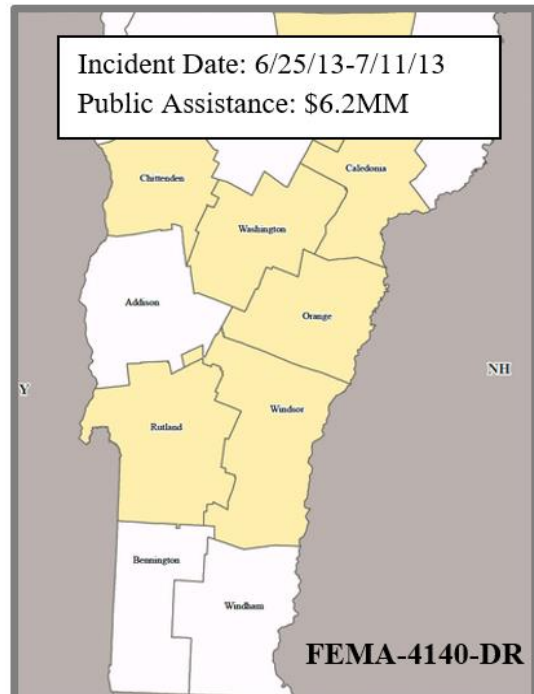 Incident Date: 6/25/13-7/11/13
Public Assistance: $6.2MM
Chittenden
Caledonia
Washington
Addison
Orange
Y
NH
Windsor
Rutland
Bennington
Windham
FEMA-4140-DR